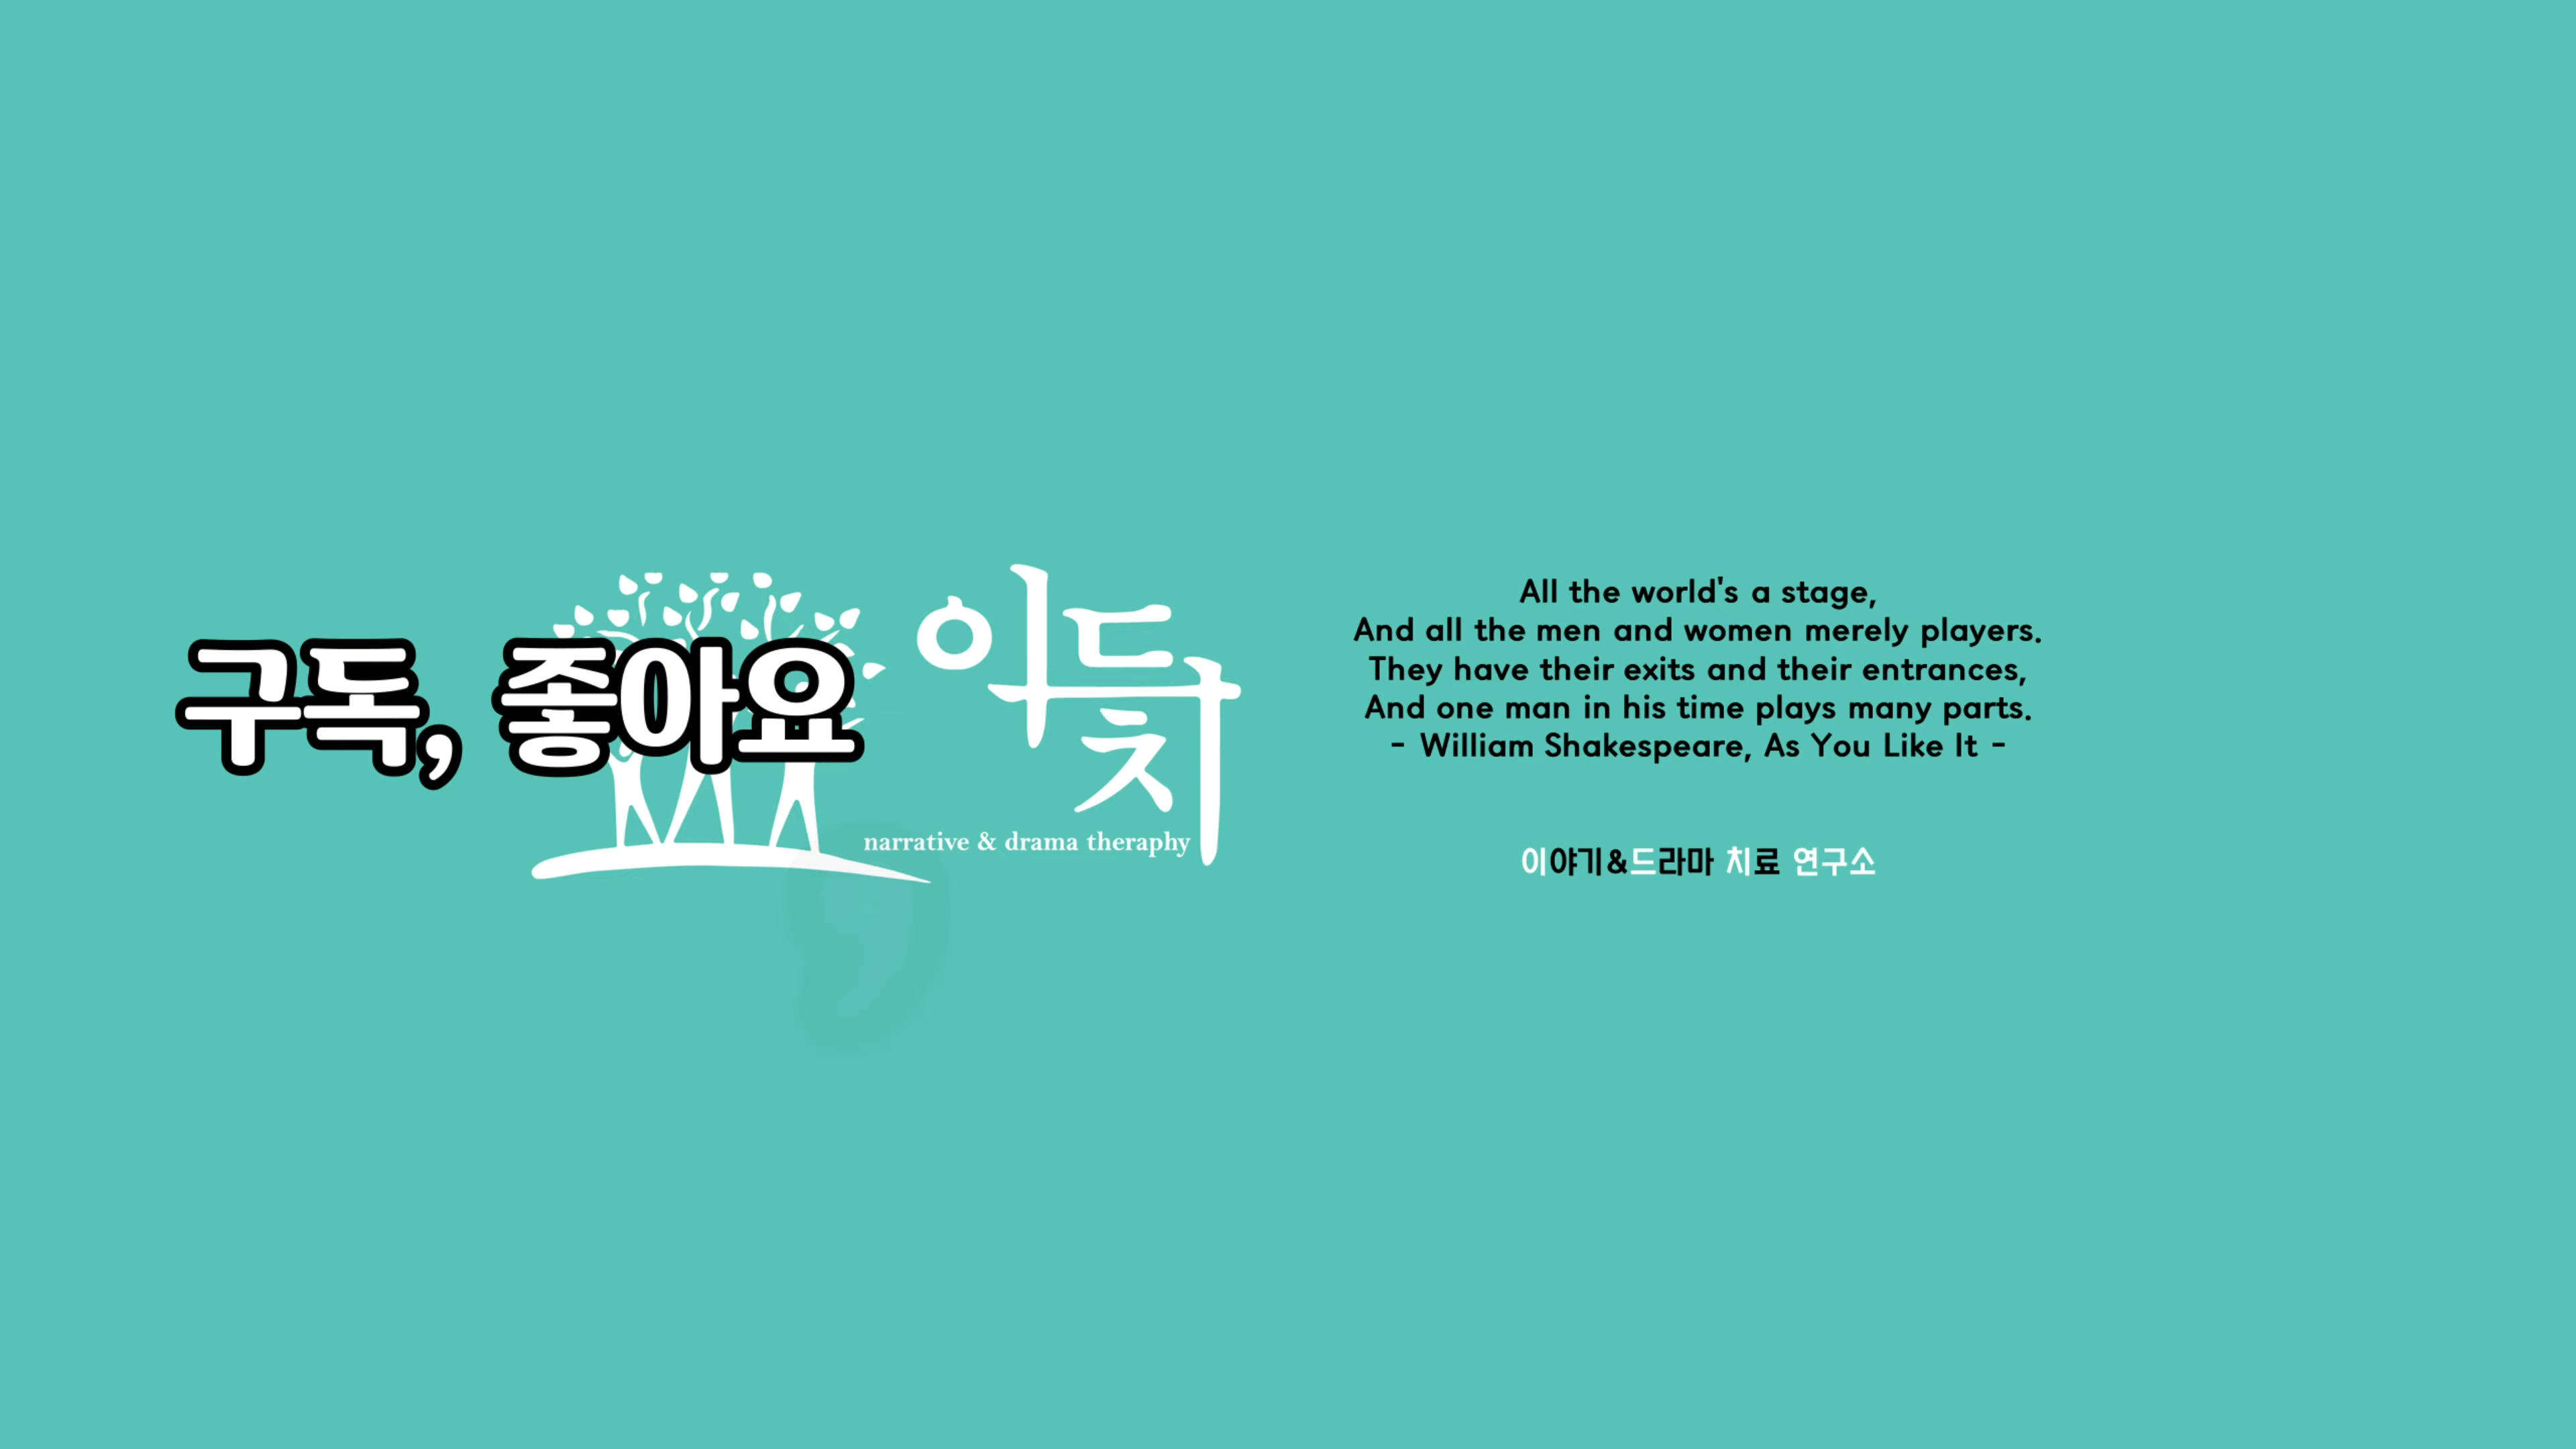 구독, 좋아요
이드치
narrative & drama theraphy
All the world's a stage,
And all the men and women merely players.
They have their exits and their entrances,
And one man in his time plays many parts.
- William Shakespeare, As You Like It -
이야기&드라마 치료 연구소